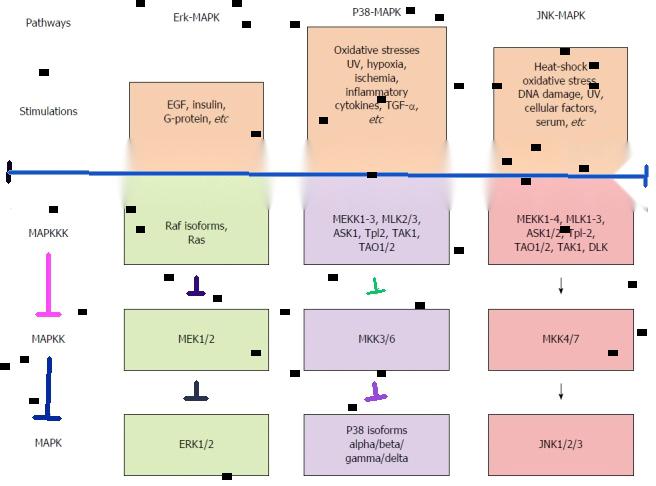 Pathways
Erk-MAPK
P38-MAPK
JNK-MAPK
Stimulations
EGF, insulin,
G-protein, etc
Oxidative stresses
UV, hypoxia,
ischemia,
inflammatory
cytokines, TGF-α,
etc
Heat-shock
oxidative stress,
DNA damage, UV,
cellular factors,
serum, etc
MAPKKK
Raf isoforms,
Ras
MEKK1-3, MLK2/3,
ASK1, Tpl2, TAK1,
TAO1/2
MEKK1-4, MLK1-3,
ASK1/2, Tpl-2,
TAO1/2, TAK1, DLK
MAPKK
MEK1/2
MKK3/6
MKK4/7
MAPK
ERK1/2
P38 isoforms
alpha/beta/
gamma/delta
JNK1/2/3